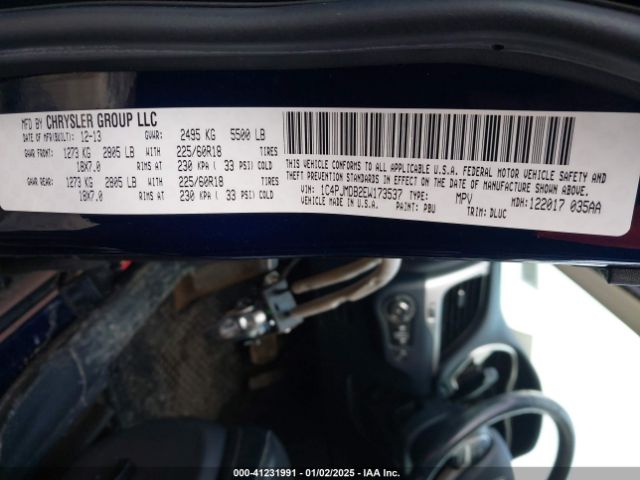 MFD BY CHRYSLER GROUP LLC
DATE OF MFR(BUILT): 12-13 GVWR: 2495 KG 5500 LB
GAWR FRONT: 1273 KG 2805 LB WITH 225/60R18 TIRES
18X7.0 RIMS AT 230 KPA ( 33 PSI) COLD
GAWR REAR: 1273 KG 2805 LB WITH 225/60R18 TIRES
18X7.0 RIMS AT 230 KPA ( 33 PSI) COLD
THIS VEHICLE CONFORMS TO ALL APPLICABLE U.S.A. FEDERAL MOTOR VEHICLE
SAFETY, BUMPER, AND THEFT PREVENTION STANDARDS IN EFFECT ON THE DATE OF MANUFACTURE SHOWN ABOVE.
VIN: 1C4PJMDB2EW173537 TYPE: MPV MDH: 122017 035AA
VEHICLE MADE IN U.S.A. PAINT: PBU TRIM: DLUC
000-41231991 | 01/02/2025 - IAA Inc.